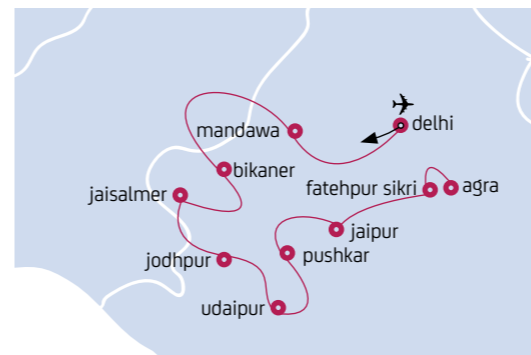 delhi
mandawa
bikaner
fatehpur sikri
agra
jaisalmer
jaipur
pushkar
jodhpur
udaipur